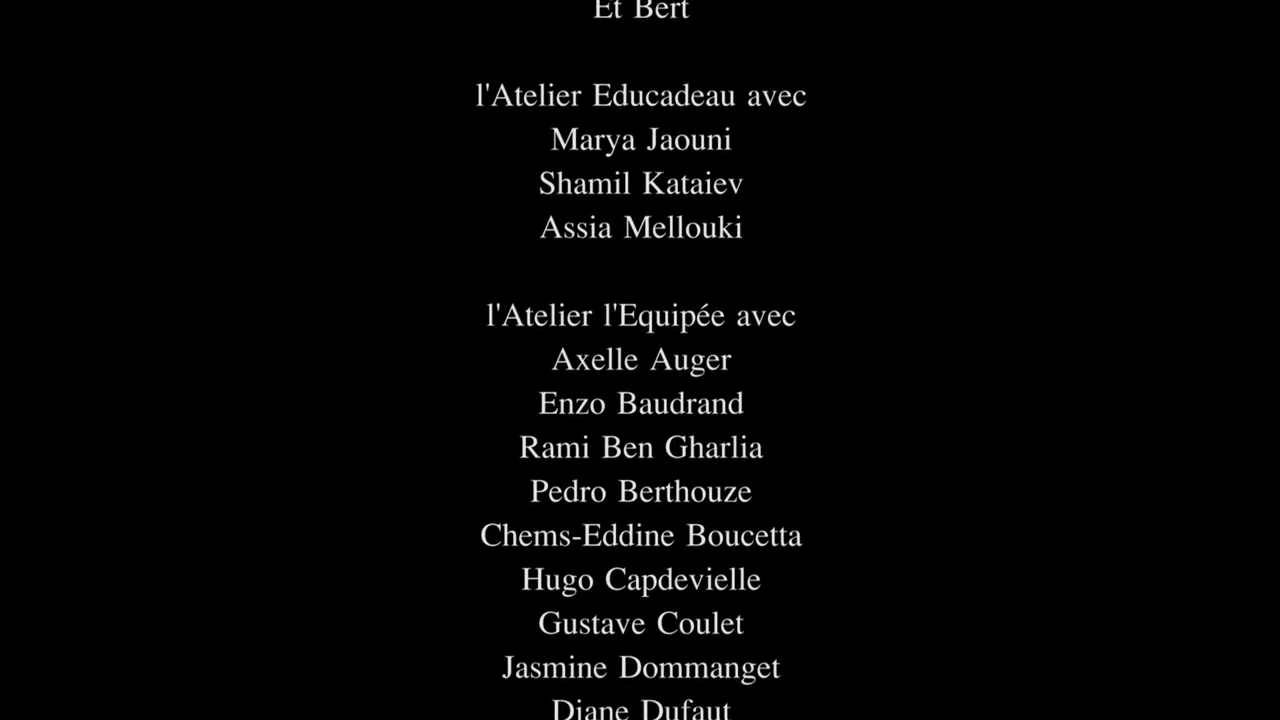 Et Bert
l'Atelier Educadeau avec
Marya Jaouni
Shamil Kataiev
Assia Mellouki
l'Atelier l'Equipée avec
Axelle Auger
Enzo Baudrand
Rami Ben Gharlia
Pedro Berthouze
Chems-Eddine Boucetta
Hugo Capdevielle
Gustave Coulet
Jasmine Dommanget
Diane Dufaut